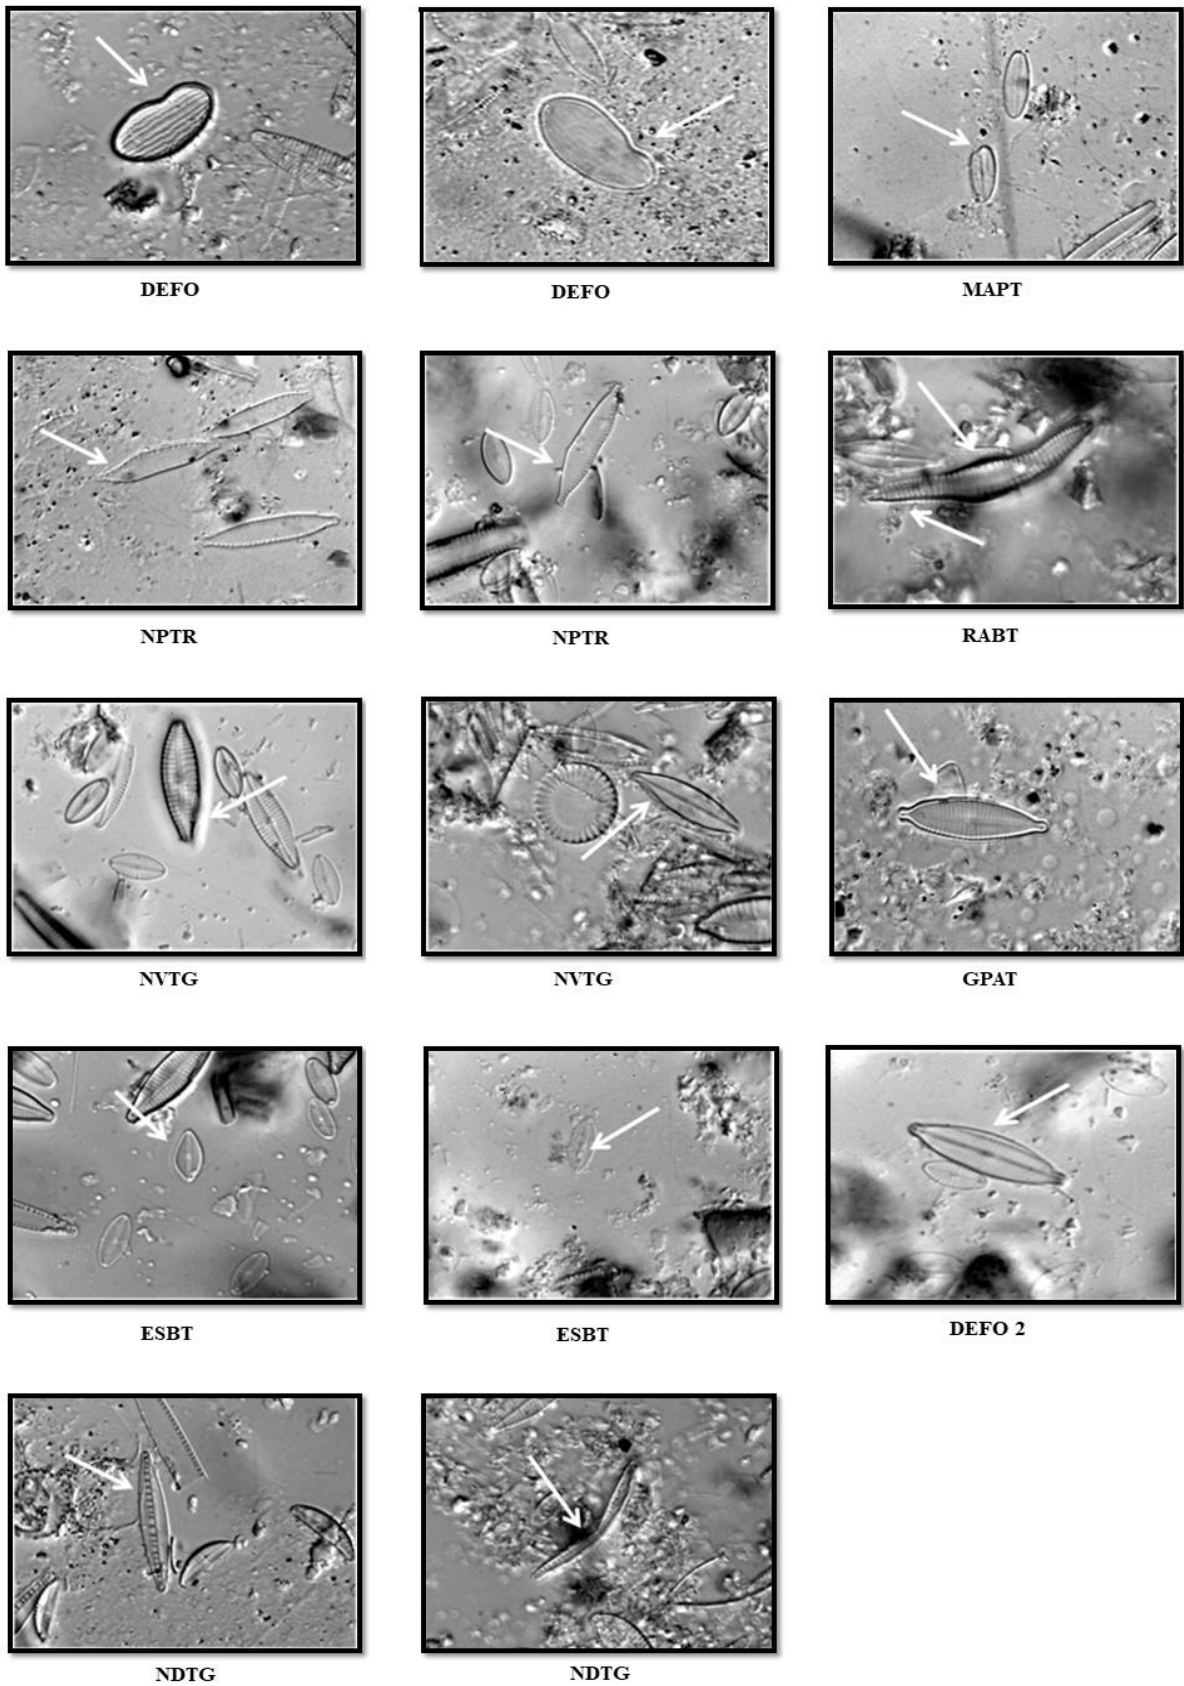 DEFO
DEFO
MAPT
NPTR
NPTR
RABT
NVTG
NVTG
GPAT
ESBT
ESBT
DEFO 2
NDTG
NDTG